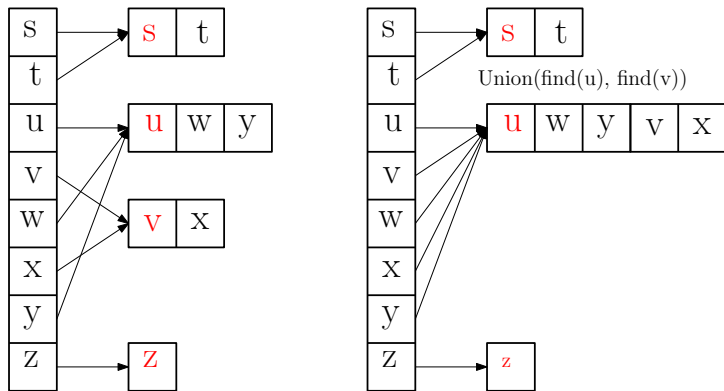 s s t s s t
t t Union(find(u), find(v))
u u w y u u w y v x
v v
w v x w
x x
y y
z z z z